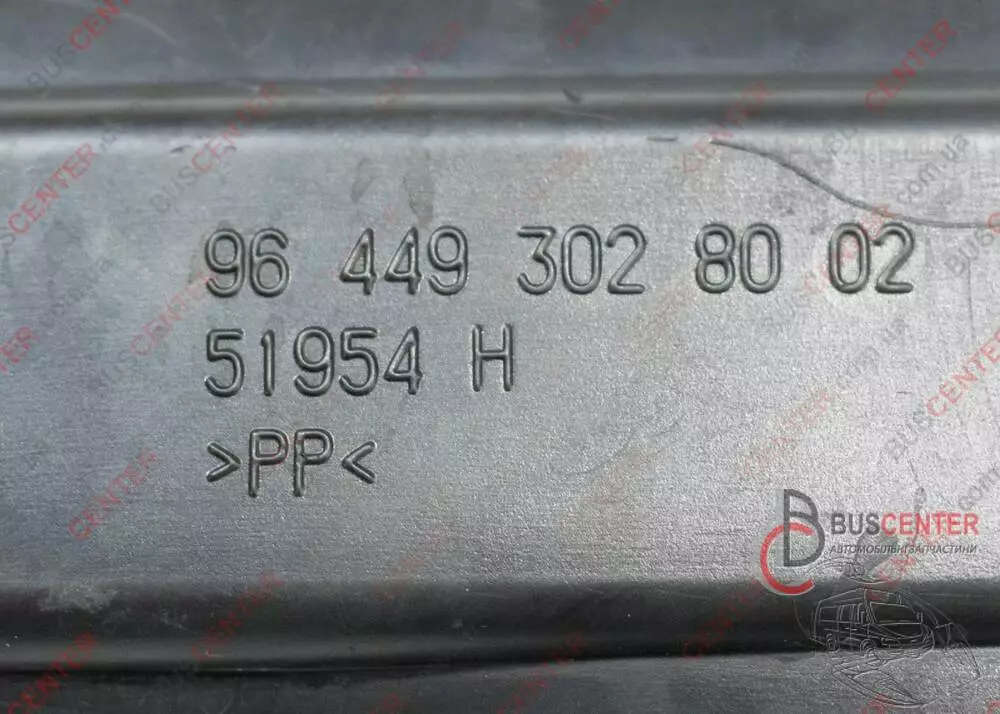 96 449 302 80 02
51954 H
>PP<
BUSCENTER
АВТОМОБІЛЬНІ ЗАПЧАСТИНИ